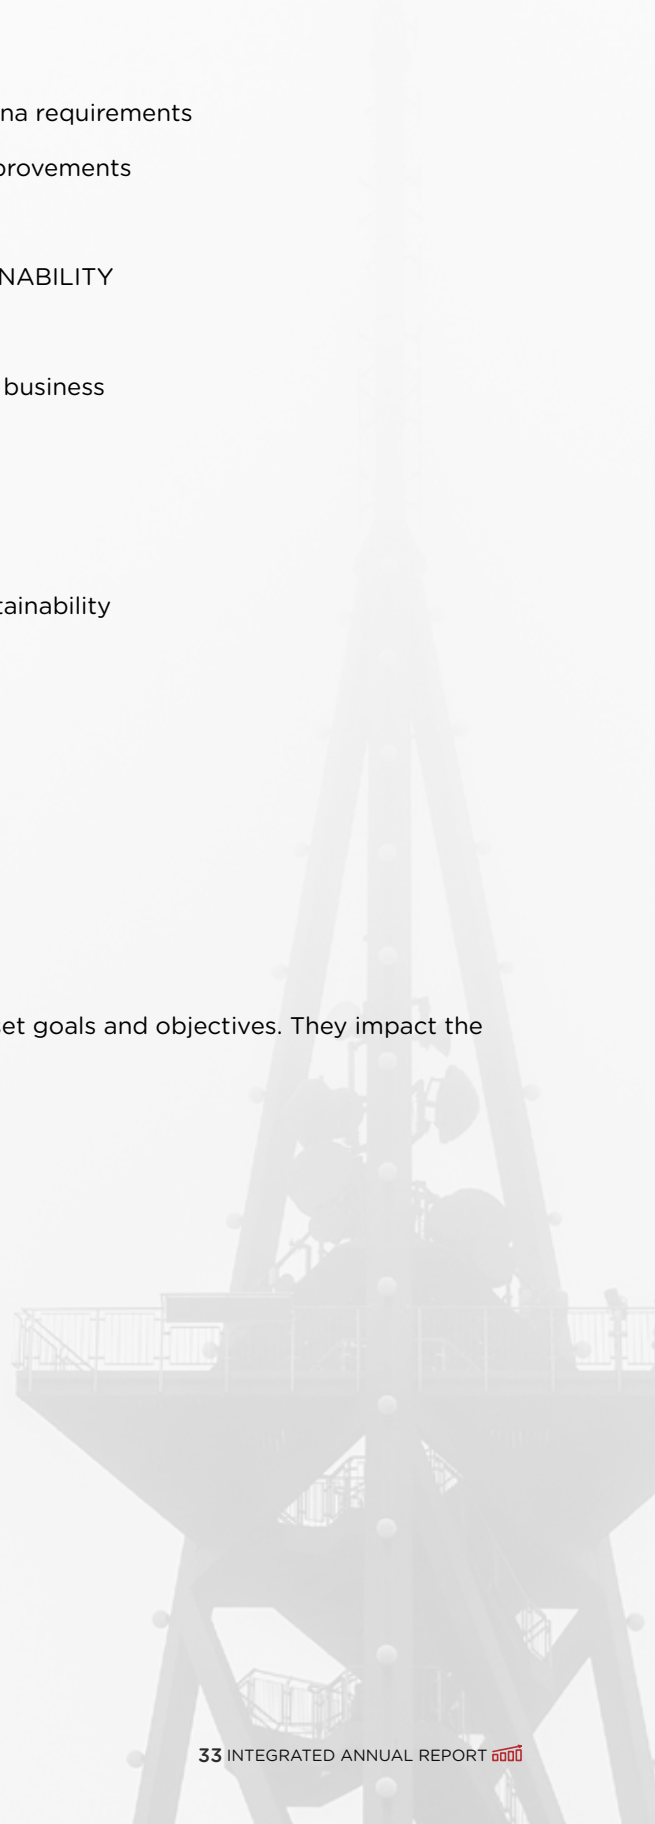 na requirements
provements
NABILITY
business
tainability
et goals and objectives. They impact the
33 INTEGRATED ANNUAL REPORT